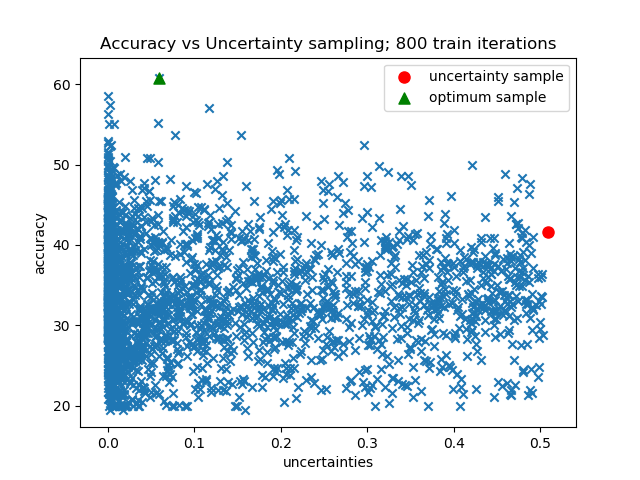 Accuracy vs Uncertainty sampling; 800 train iterations
uncertainty sample
optimum sample
accuracy
60
50
40
30
20
0.0 0.1 0.2 0.3 0.4 0.5
uncertainties